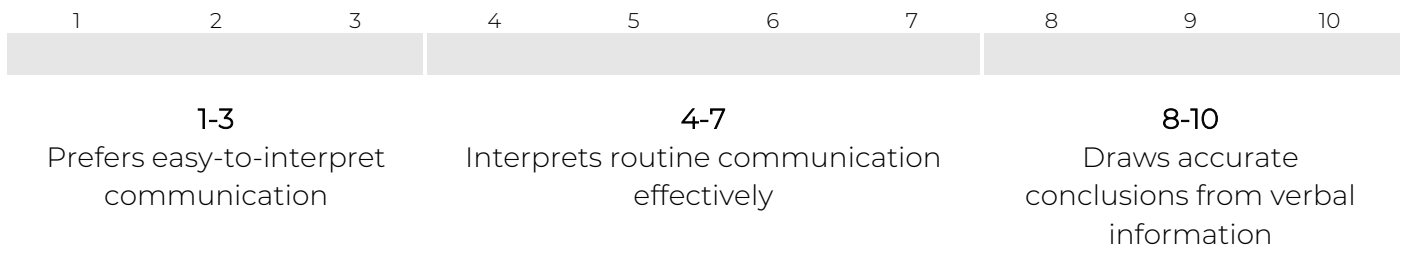 1 2 3 4 5 6 7 8 9 10
1-3
Prefers easy-to-interpret
communication
4-7
Interprets routine communication
effectively
8-10
Draws accurate
conclusions from verbal
information